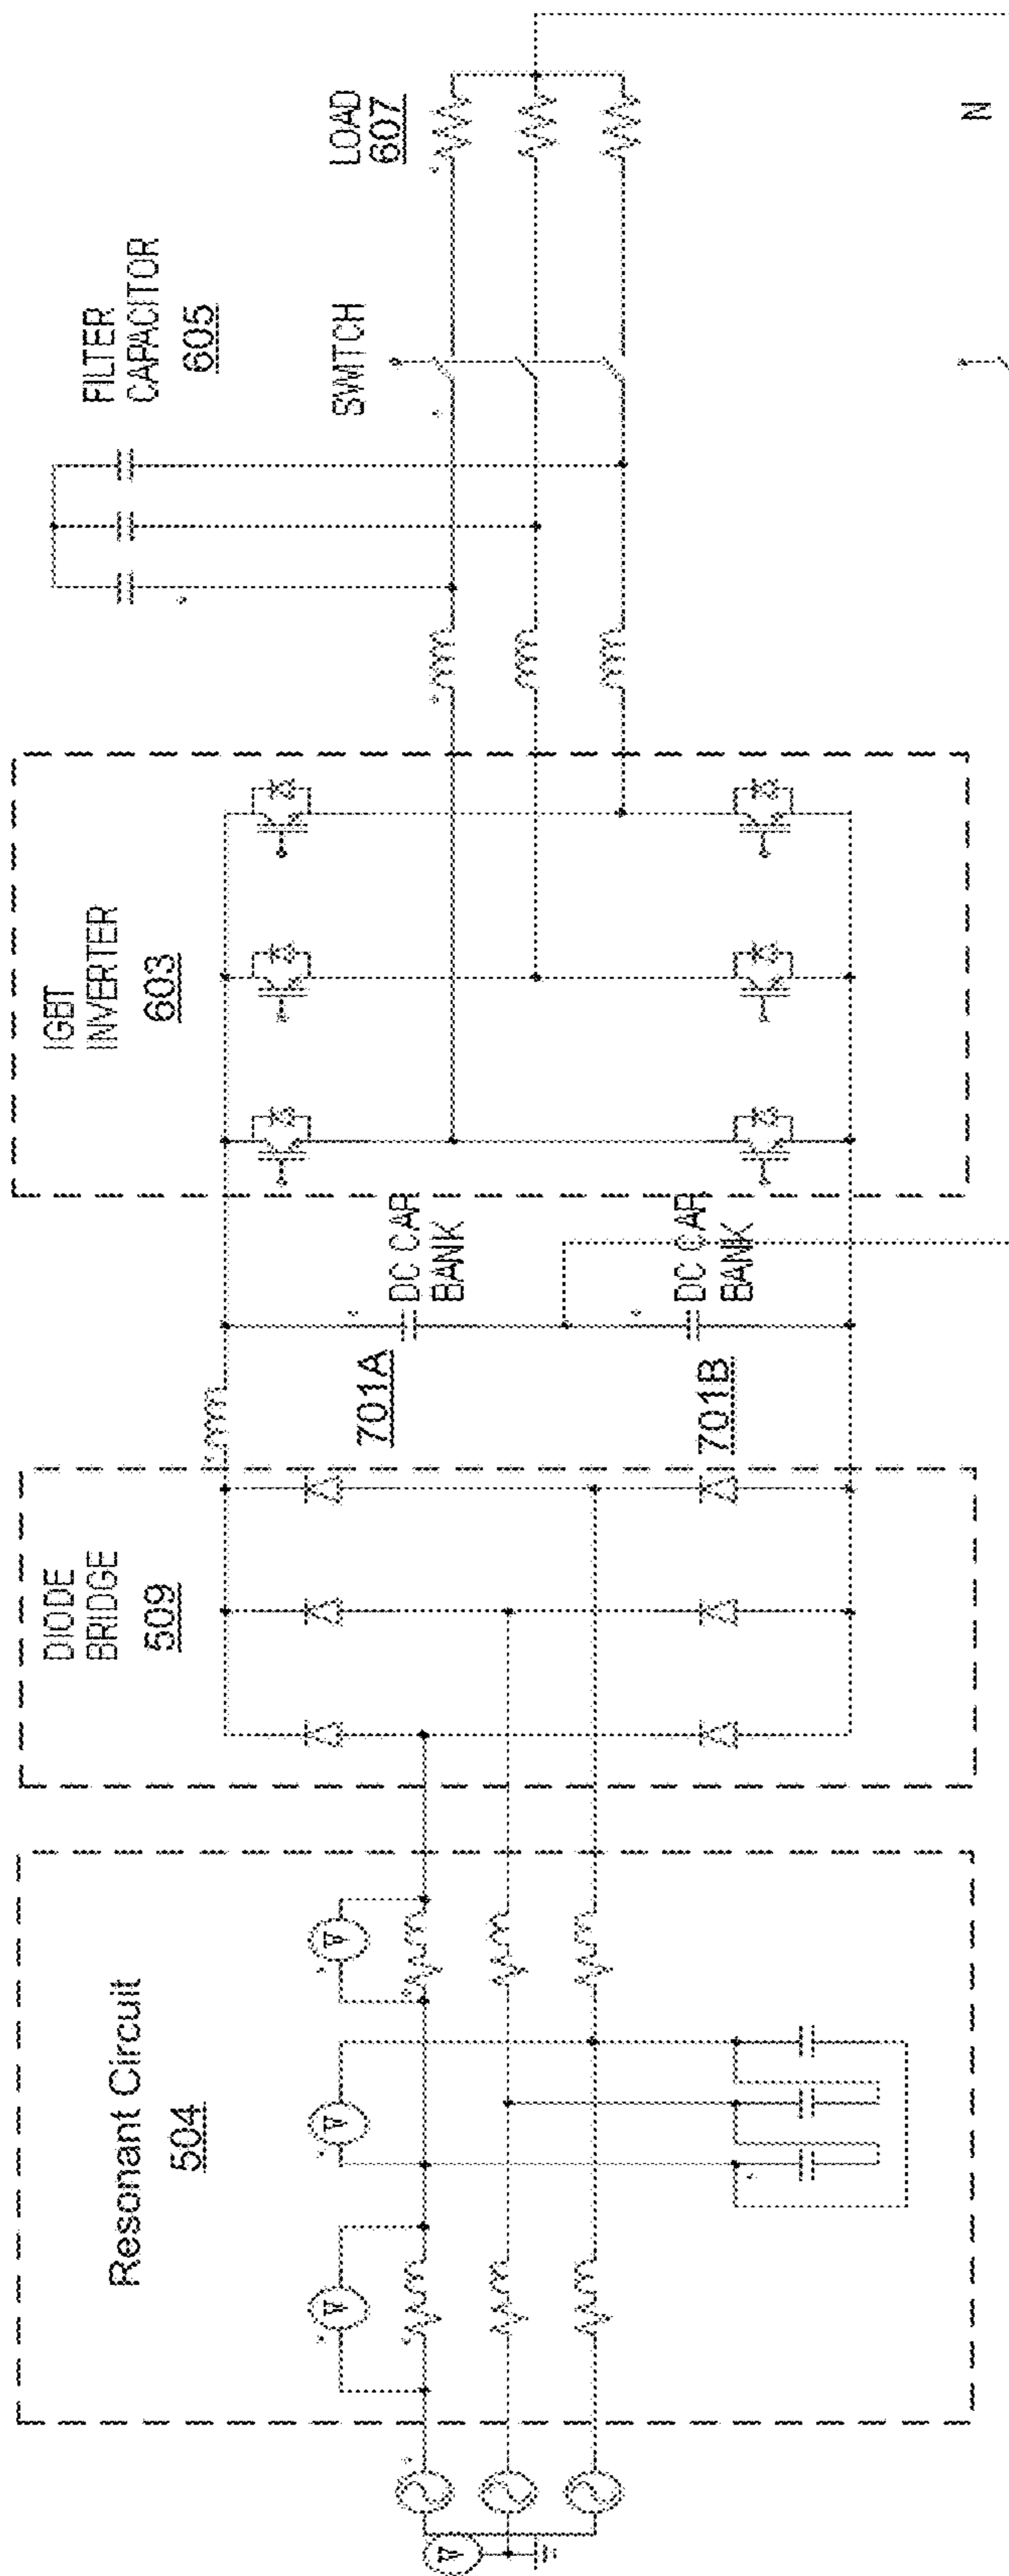 Resonant Circuit
504
DIODE
BRIDGE
509
701A
701B
DC CAP
BANK
DC CAP
BANK
IGBT
INVERTER
603
FILTER
CAPACITOR
605
SWITCH
LOAD
607
N
V
V
V
V